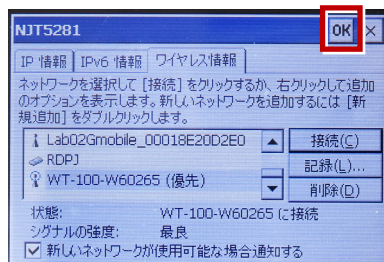 NJT5281 OK ×
IP 情報 IPv6 情報 ワイヤレス情報
ネットワークを選択して [接続] をクリックするか、右クリックして追加
のオプションを表示します。新しいネットワークを追加するには [新
規追加] をダブルクリックします。
Lab02Gmobile_00018E20D2E0
接続(C)
RDPJ
記録(L)...
WT-100-W60265 (優先)
削除(D)
状態: WT-100-W60265 に接続
シグナルの強度: 最良
新しいネットワークが使用可能な場合通知する